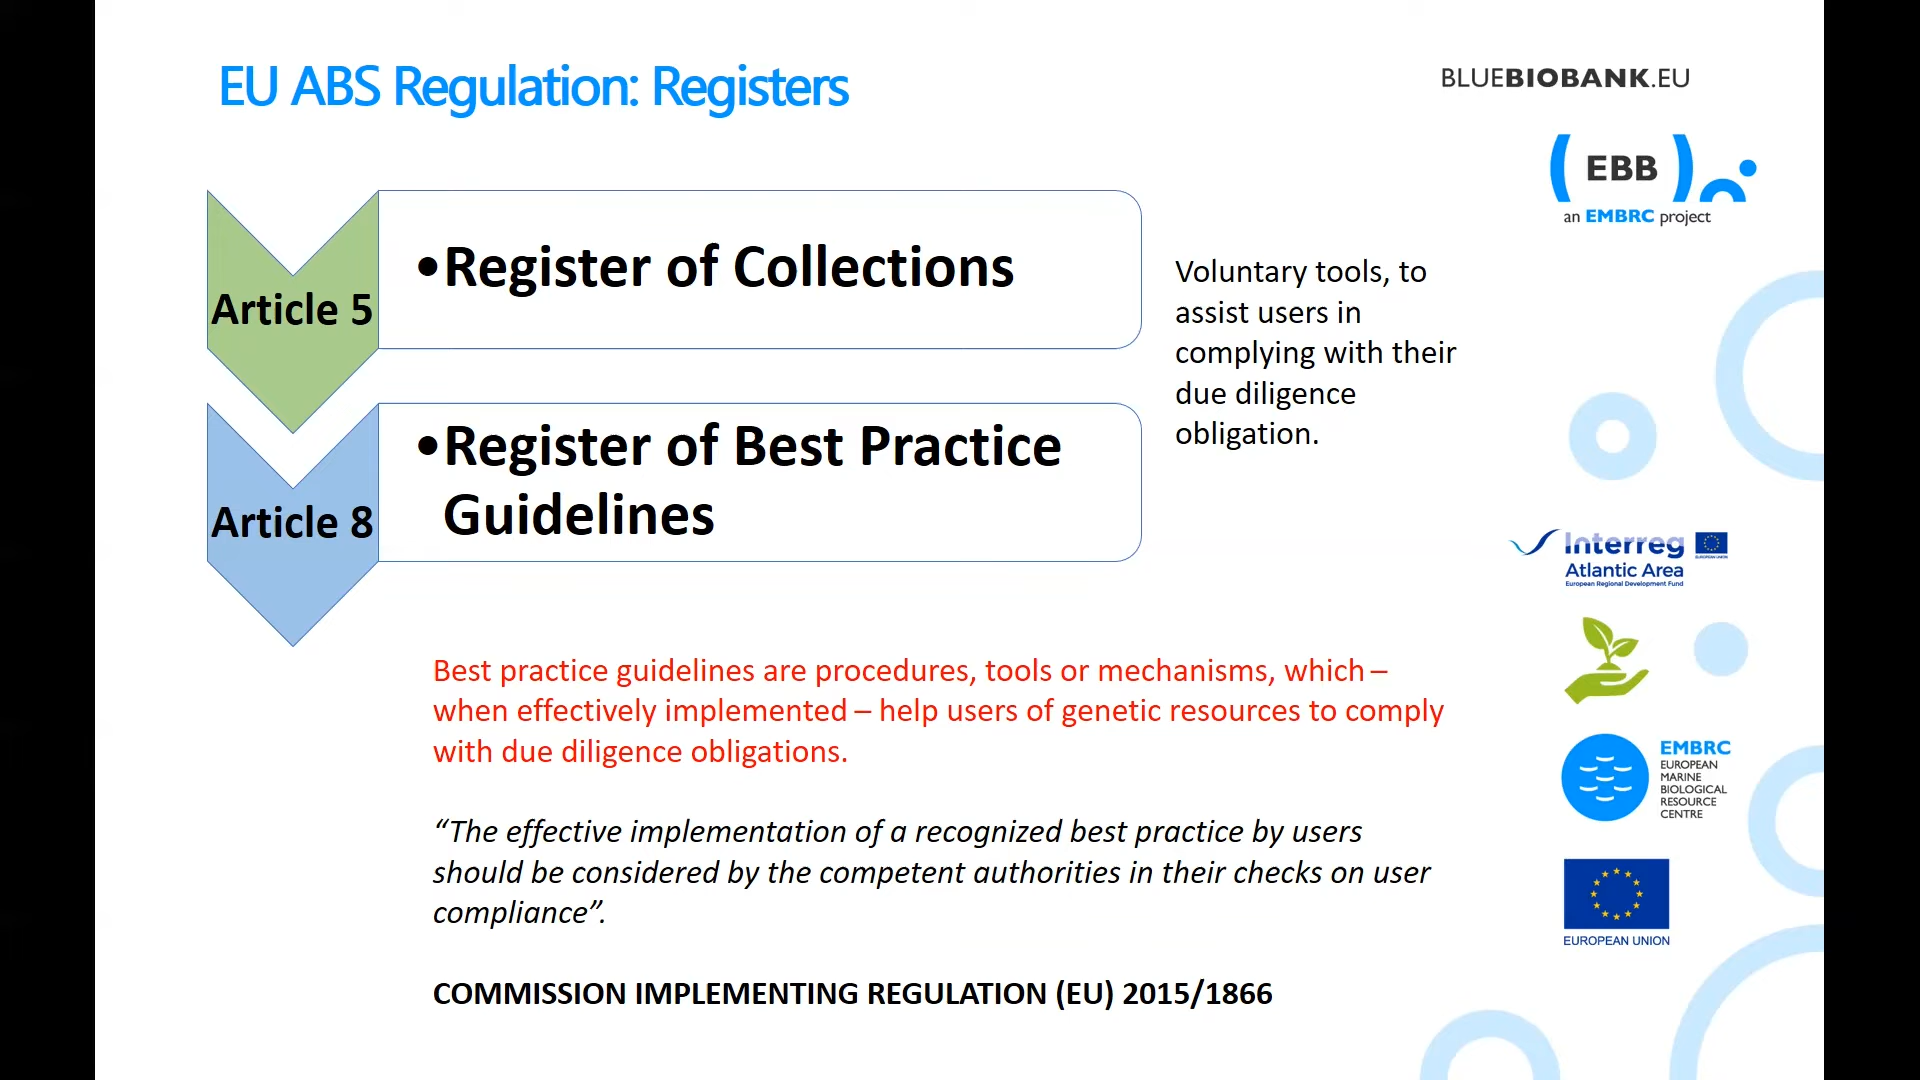 EU ABS Regulation: Registers
BLUEBIOBANK.EU
EBB
an EMBRC project
Article 5
•Register of Collections
Voluntary tools, to
assist users in
complying with their
due diligence
obligation.
Article 8
•Register of Best Practice
Guidelines
Interreg
EUROPEAN UNION
Atlantic Area
European Regional Development Fund
Best practice guidelines are procedures, tools or mechanisms, which –
when effectively implemented – help users of genetic resources to comply
with due diligence obligations.
EMBRC
EUROPEAN
MARINE
BIOLOGICAL
RESOURCE
CENTRE
“The effective implementation of a recognized best practice by users
should be considered by the competent authorities in their checks on user
compliance”.
EUROPEAN UNION
COMMISSION IMPLEMENTING REGULATION (EU) 2015/1866